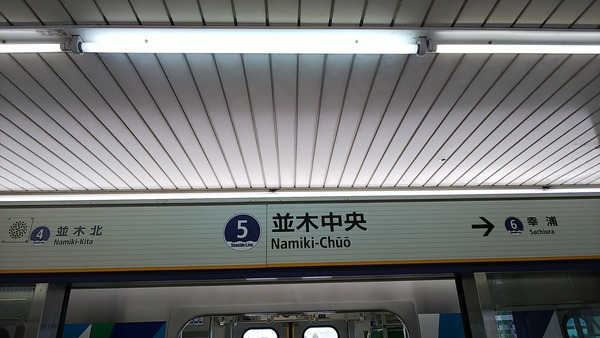 4
並木北
Namiki-Kita
5
Seaside Line
並木中央
Namiki-Chūō
→
6
幸浦
Sachiura